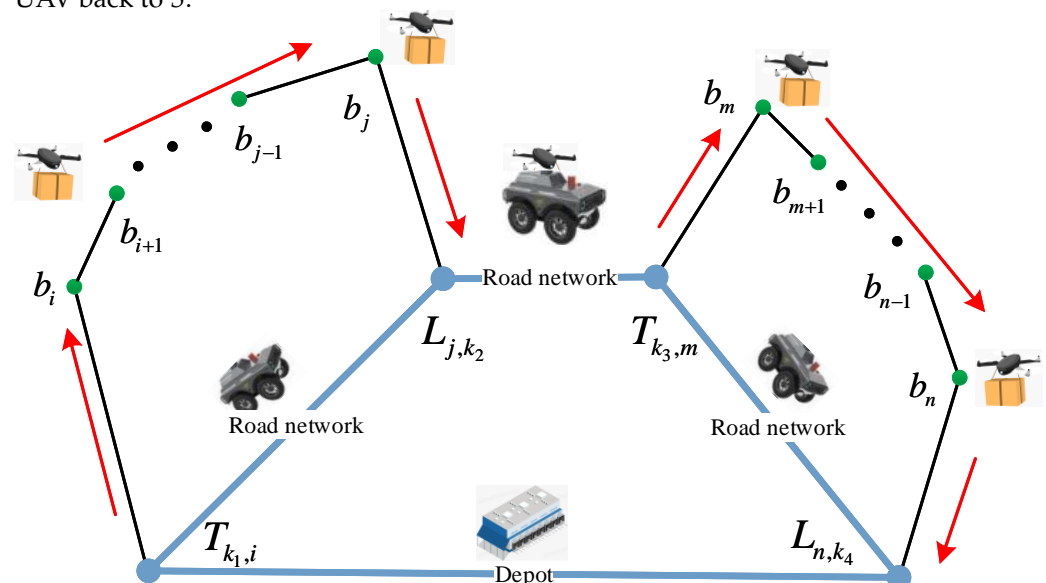 UAV back to S.
b_j
b_{j-1}
b_m
b_{i+1}
b_{m+1}
b_i
Road network
b_{n-1}
L_{j,k_2}
T_{k_3,m}
b_n
Road network
Road network
T_{k_1,i}
L_{n,k_4}
Depot